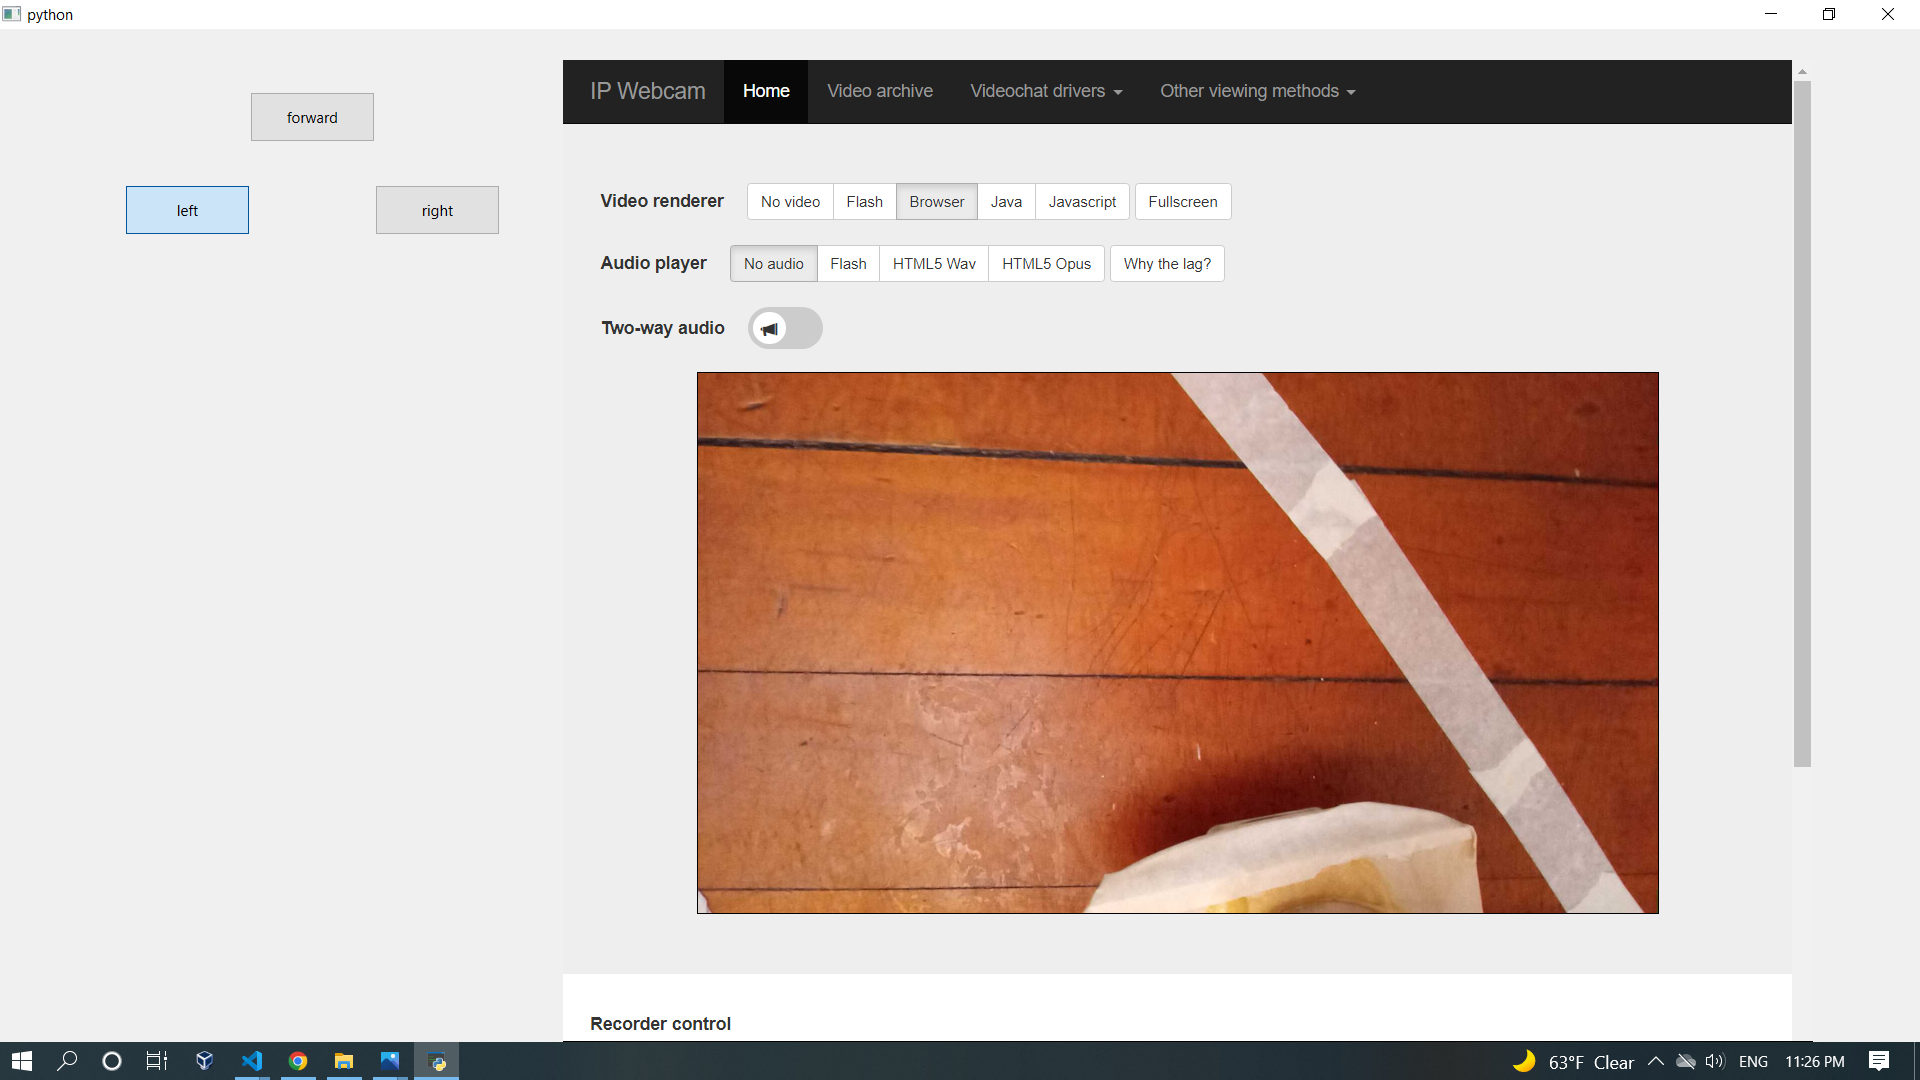 python
forward
left
right
IP Webcam Home Video archive Videochat drivers Other viewing methods
Video renderer No video Flash Browser Java Javascript Fullscreen
Audio player No audio Flash HTML5 Wav HTML5 Opus Why the lag?
Two-way audio
Recorder control
63°F Clear ENG 11:26 PM